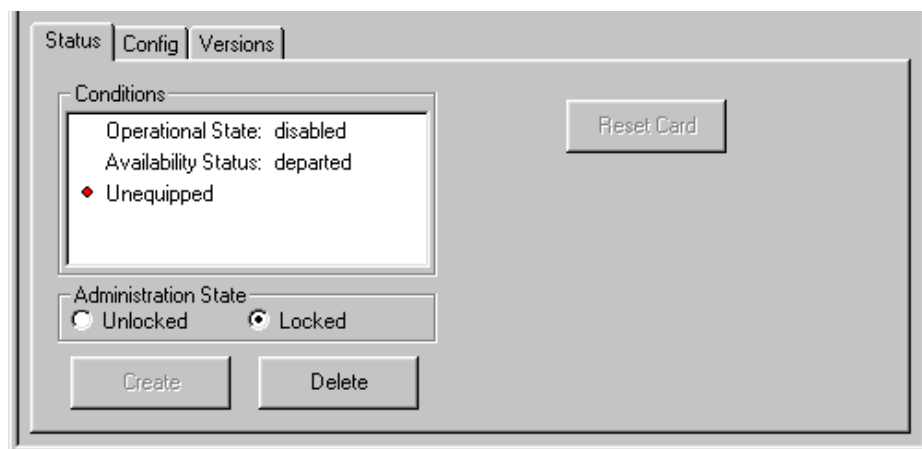 Status Config Versions
Conditions
Operational State: disabled
Availability Status: departed
Unequipped
Reset Card
Administration State
Unlocked Locked
Create Delete